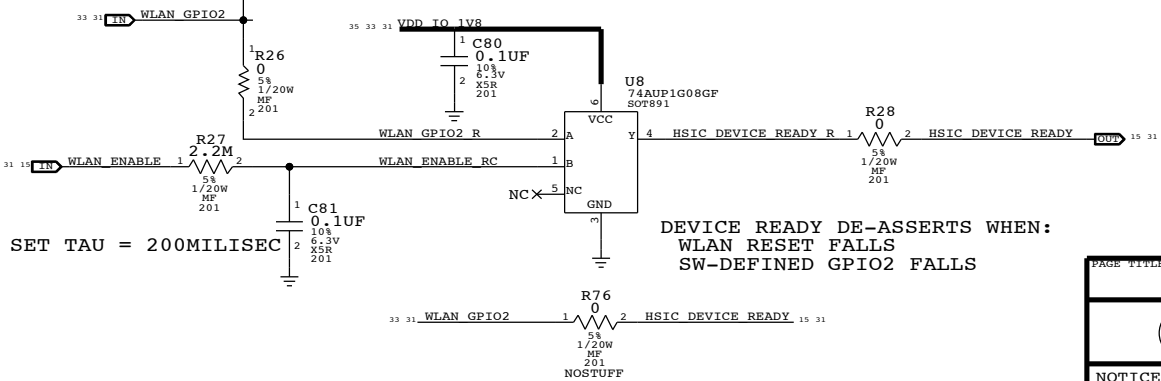 33 31 IN WLAN_GPIO2
R26
0
5%
1/20W
MF
201
1
2
35 33 31 VDD_IO_1V8
C80
0.1UF
10%
6.3V
X5R
201
1
2
U8
74AUP1G08GF
SOT891
6
VCC
WLAN_GPIO2_R 2 A
Y 4 HSIC_DEVICE_READY_R 1
R28
0
5%
1/20W
MF
201
2 HSIC_DEVICE_READY OUT 15 31
31 15 IN WLAN_ENABLE 1
R27
2.2M
5%
1/20W
MF
201
2 WLAN_ENABLE_RC 1 B
NC 5 NC
GND
3
C81
0.1UF
10%
6.3V
X5R
201
1
2
SET TAU = 200MILISEC
DEVICE READY DE-ASSERTS WHEN:
WLAN RESET FALLS
SW-DEFINED GPIO2 FALLS
33 31 WLAN_GPIO2 1
R76
0
5%
1/20W
MF
201
NOSTUFF
2 HSIC_DEVICE_READY 15 31
PAGE TITLE
NOTICE